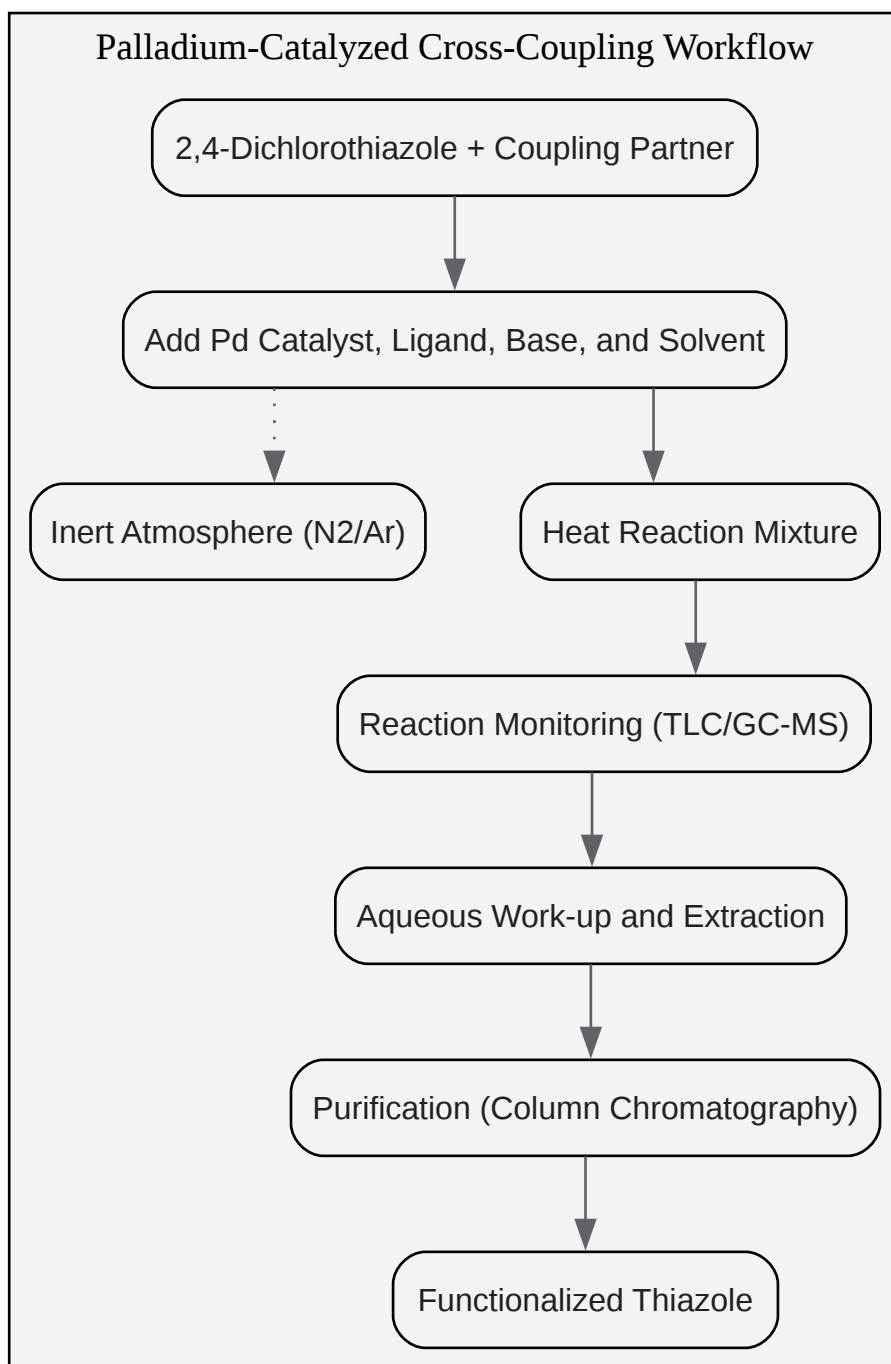 Palladium-Catalyzed Cross-Coupling Workflow
2,4-Dichlorothiazole + Coupling Partner
Add Pd Catalyst, Ligand, Base, and Solvent
Inert Atmosphere (N2/Ar)
Heat Reaction Mixture
Reaction Monitoring (TLC/GC-MS)
Aqueous Work-up and Extraction
Purification (Column Chromatography)
Functionalized Thiazole